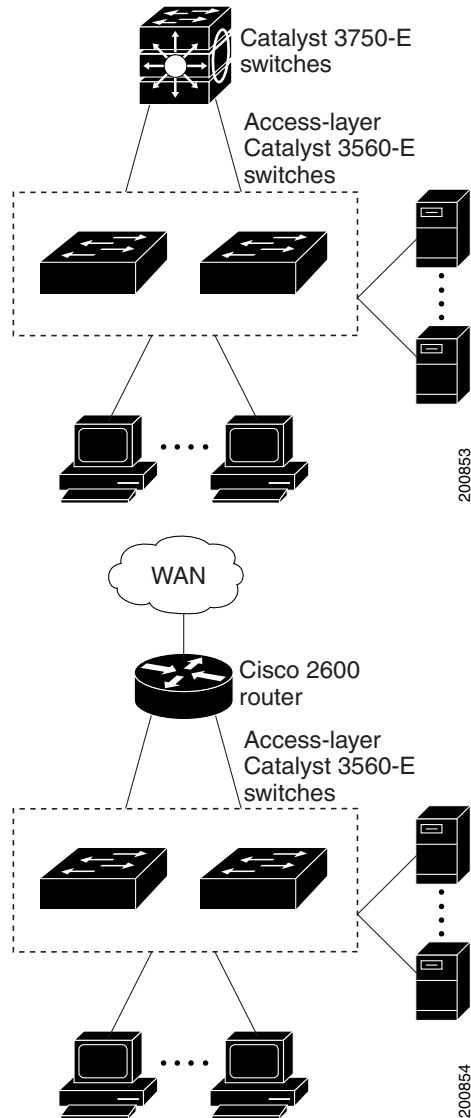 Catalyst 3750-E
switches
Access-layer
Catalyst 3560-E
switches
200853
WAN
Cisco 2600
router
Access-layer
Catalyst 3560-E
switches
200854